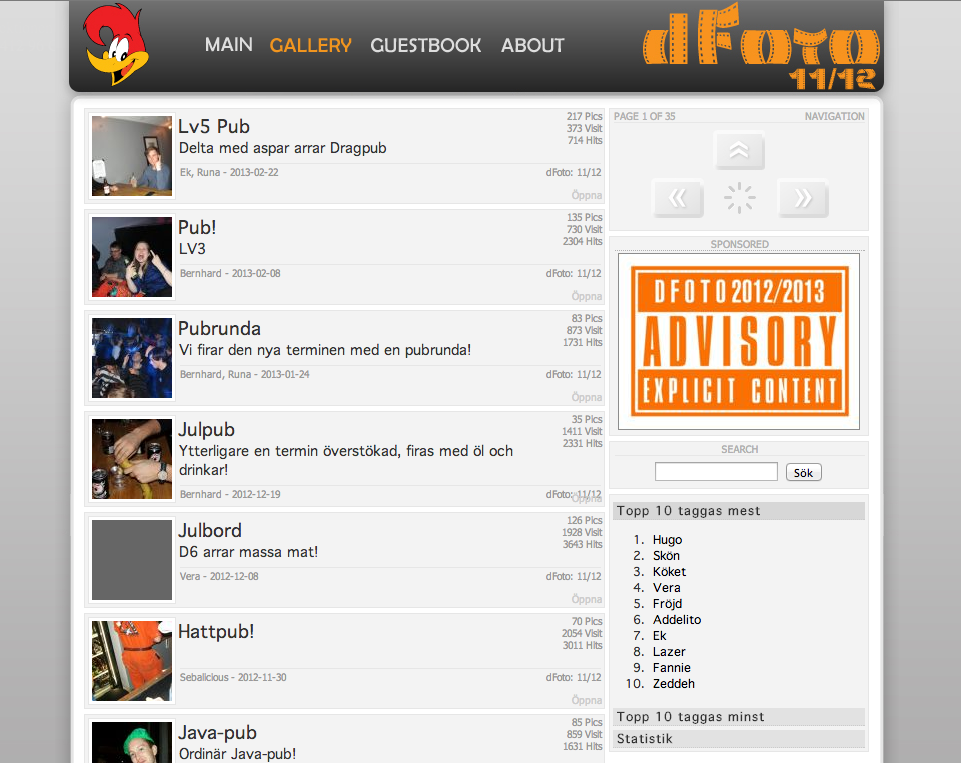 MAIN GALLERY GUESTBOOK ABOUT
dFoto
11/12
Lv5 Pub
Delta med aspar arrar Dragpub
217 Pics
373 Visit
714 Hits
Ek, Runa - 2013-02-22
dFoto: 11/12
Öppna
Pub!
LV3
135 Pics
730 Visit
2304 Hits
Bernhard - 2013-02-08
dFoto: 11/12
Öppna
Pubrunda
Vi firar den nya terminen med en pubrunda!
83 Pics
873 Visit
1731 Hits
Bernhard, Runa - 2013-01-24
dFoto: 11/12
Öppna
Julpub
Ytterligare en termin överstökad, firas med öl och
drinkar!
35 Pics
1411 Visit
2331 Hits
Bernhard - 2012-12-19
dFoto: 11/12
Öppna
Julbord
D6 arrar massa mat!
126 Pics
1928 Visit
3643 Hits
Vera - 2012-12-08
dFoto: 11/12
Öppna
Hattpub!
70 Pics
2054 Visit
3011 Hits
Sebalicious - 2012-11-30
dFoto: 11/12
Öppna
Java-pub
Ordinär Java-pub!
85 Pics
859 Visit
1631 Hits
PAGE 1 OF 35
NAVIGATION
SPONSORED
DFOTO2012/2013
ADVISORY
EXPLICIT CONTENT
SEARCH
Sök
Topp 10 taggas mest
1. Hugo
2. Skön
3. Köket
4. Vera
5. Fröjd
6. Addelito
7. Ek
8. Lazer
9. Fannie
10. Zeddeh
Topp 10 taggas minst
Statistik